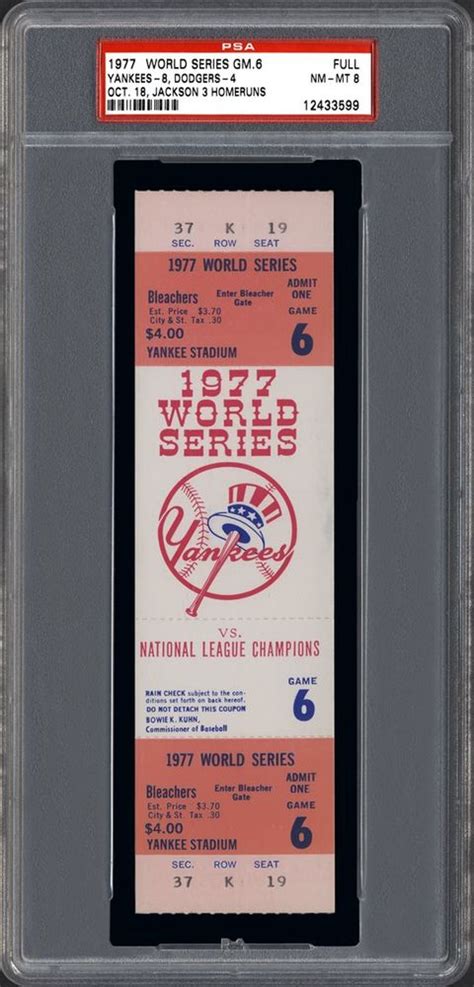 PSA
1977 WORLD SERIES GM.6 FULL
YANKEES-8, DODGERS-4 NM-MT 8
OCT. 18, JACKSON 3 HOMERUNS 12433599
37 K 19
SEC. ROW SEAT
1977 WORLD SERIES
Bleachers Enter Bleacher Gate ADMIT ONE
Est. Price $3.70
City & St. Tax .30
GAME
$4.00
6
YANKEE STADIUM
1977
WORLD
SERIES
Yankees
VS.
NATIONAL LEAGUE CHAMPIONS
GAME
6
RAIN CHECK subject to the con-
ditions set forth on back hereof.
DO NOT DETACH THIS COUPON
BOWIE K. KUHN,
Commissioner of Baseball
1977 WORLD SERIES
Bleachers Enter Bleacher Gate ADMIT ONE
Est. Price $3.70
City & St. Tax .30
GAME
$4.00
6
YANKEE STADIUM
SEC. ROW SEAT
37 K 19
PSA